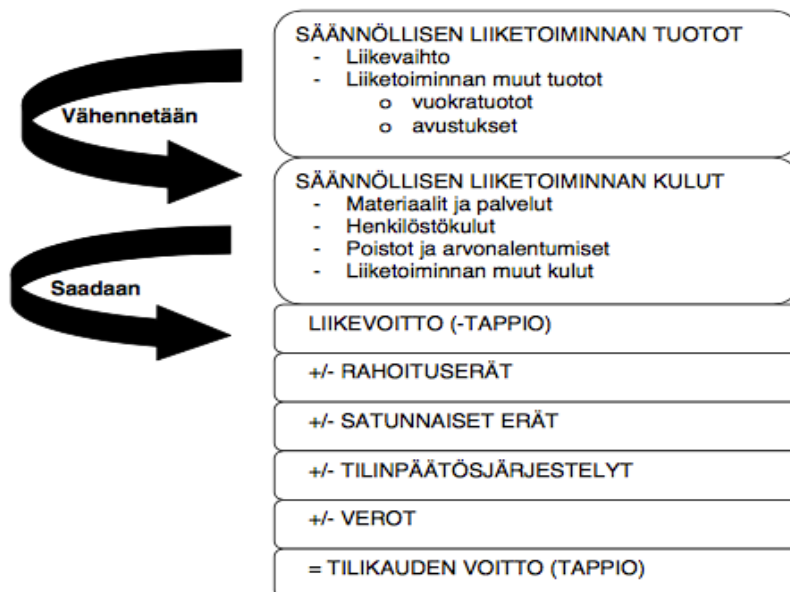 SÄÄNNÖLLISEN LIIKETOIMINNAN TUOTOT
- Liikevaihto
- Liiketoiminnan muut tuotot
o vuokratuotot
o avustukset
Vähennetään
SÄÄNNÖLLISEN LIIKETOIMINNAN KULUT
- Materiaalit ja palvelut
- Henkilöstökulut
- Poistot ja arvonalentumiset
- Liiketoiminnan muut kulut
Saadaan
LIIKEVOITTO (-TAPPIO)
+/- RAHOITUSERÄT
+/- SATUNNAISET ERÄT
+/- TILINPÄÄTÖSJÄRJESTELYT
+/- VEROT
= TILIKAUDEN VOITTO (TAPPIO)